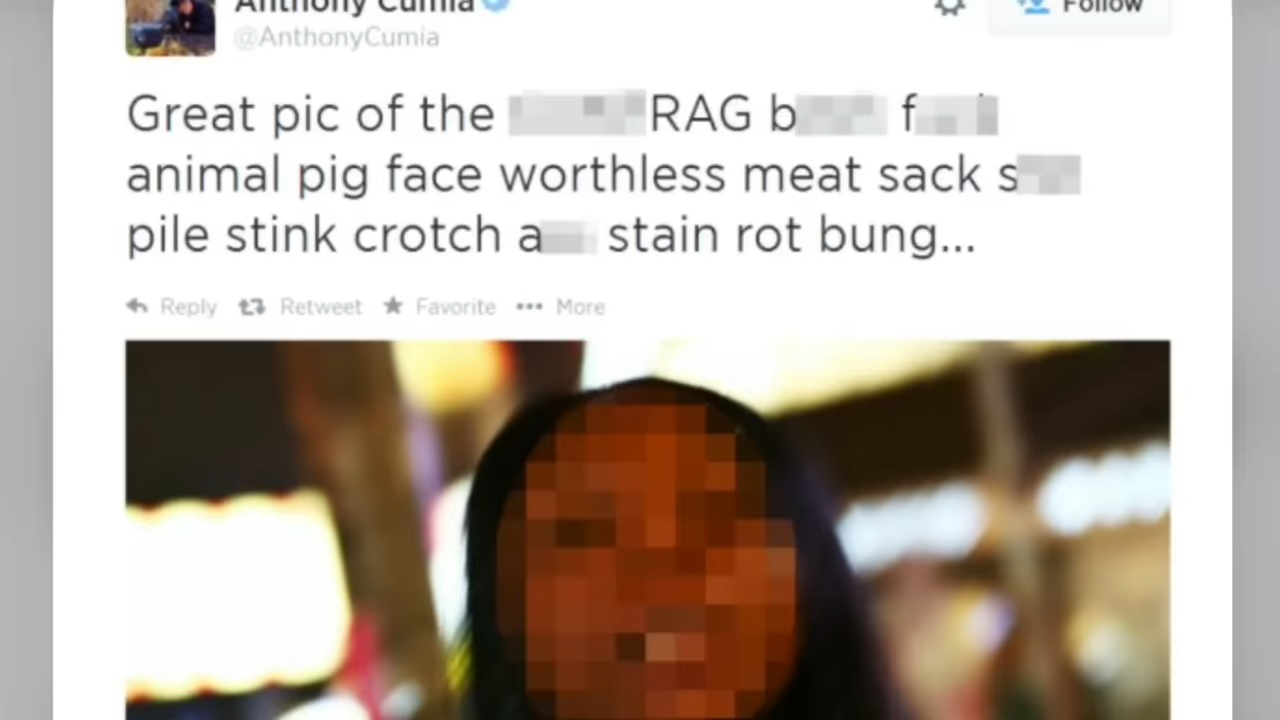 Anthony Cumia
@AnthonyCumia
Follow
Great pic of the RAG b f
animal pig face worthless meat sack s
pile stink crotch a stain rot bung...
Reply Retweet Favorite More